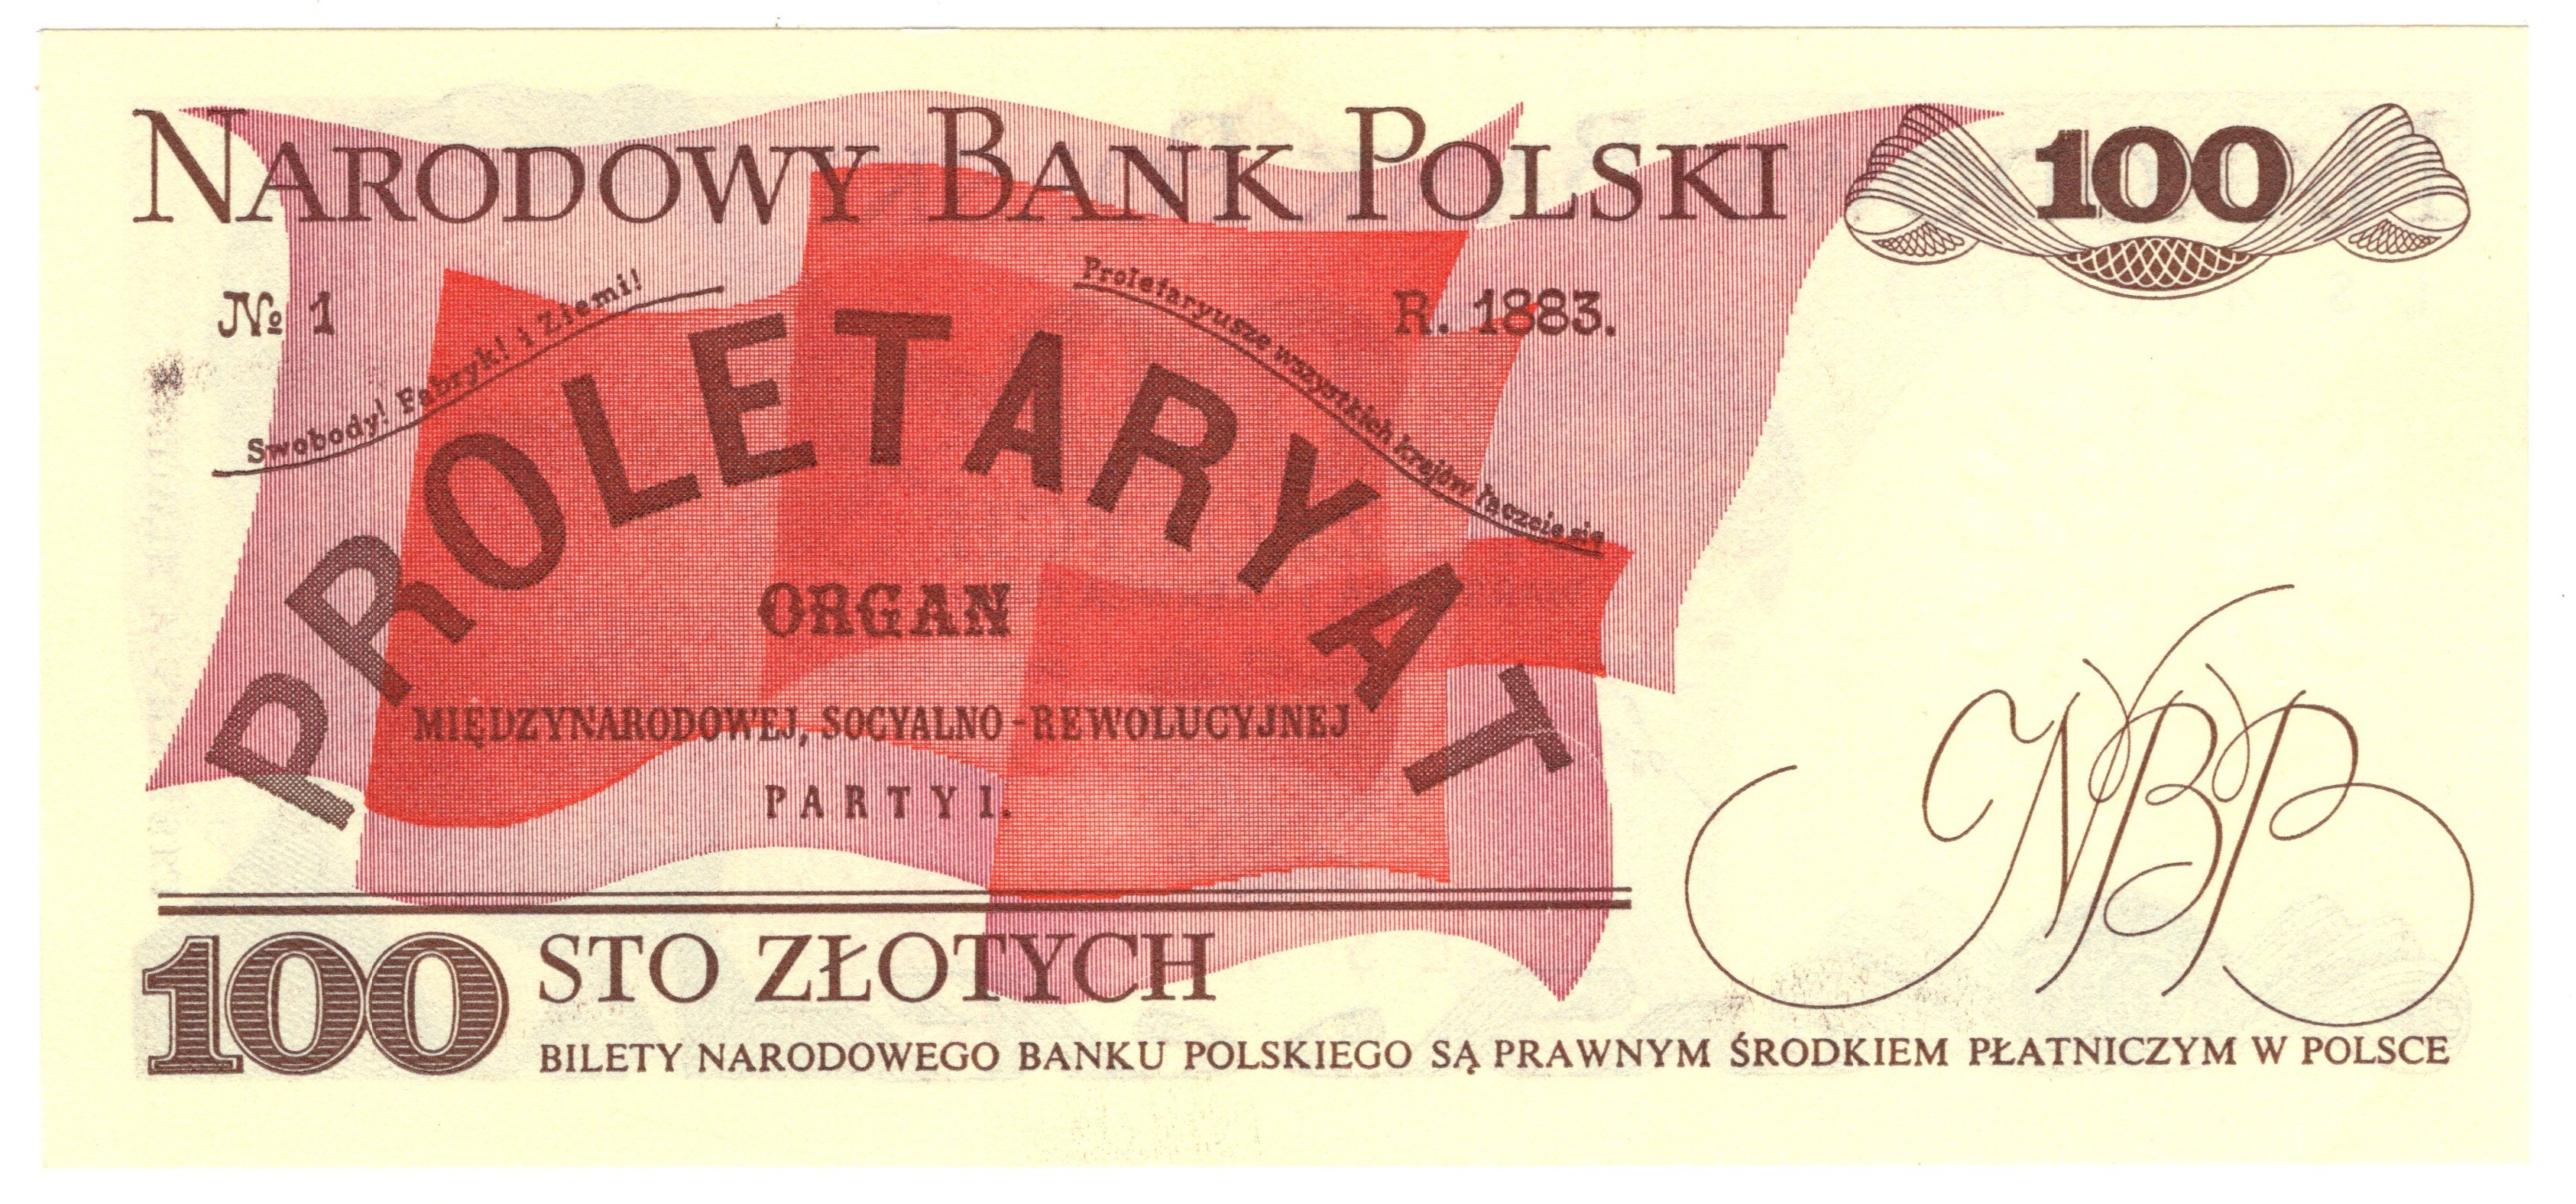 NARODOWY BANK POLSKI
100
№ 1
Swobody! Fabryk! i Ziemi!
Proletaryusze wszystkich krajów łączcie się
R. 1883.
PROLETARYAT
ORGAN
MIĘDZYNARODOWEJ, SOCYALNO-REWOLUCYJNEJ
PARTYI.
NBP
100 STO ZŁOTYCH
BILETY NARODOWEGO BANKU POLSKIEGO SĄ PRAWNYM ŚRODKIEM PŁATNICZYM W POLSCE